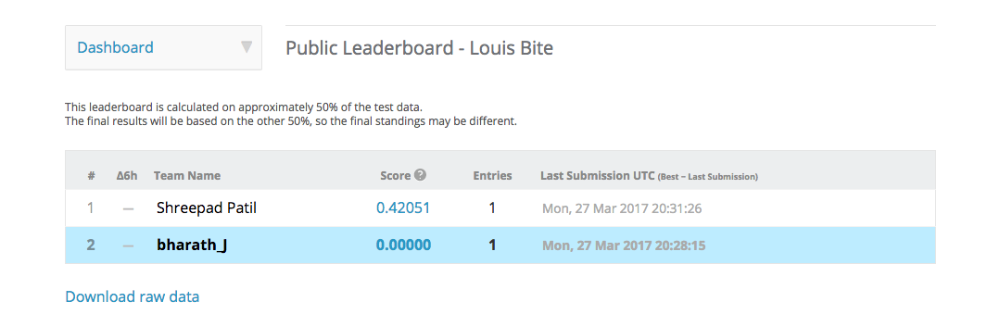 Dashboard
Public Leaderboard - Louis Bite
This leaderboard is calculated on approximately 50% of the test data.
The final results will be based on the other 50%, so the final standings may be different.
# Δ6h Team Name Score ? Entries Last Submission UTC (Best − Last Submission)
1 — Shreepad Patil 0.42051 1 Mon, 27 Mar 2017 20:31:26
2 — bharath_J 0.00000 1 Mon, 27 Mar 2017 20:28:15
Download raw data